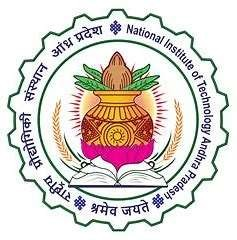 राष्ट्रीय प्रौद्योगिकी संस्थान आंध्र प्रदेश
National Institute of Technology Andhra Pradesh
श्रमेव जयते